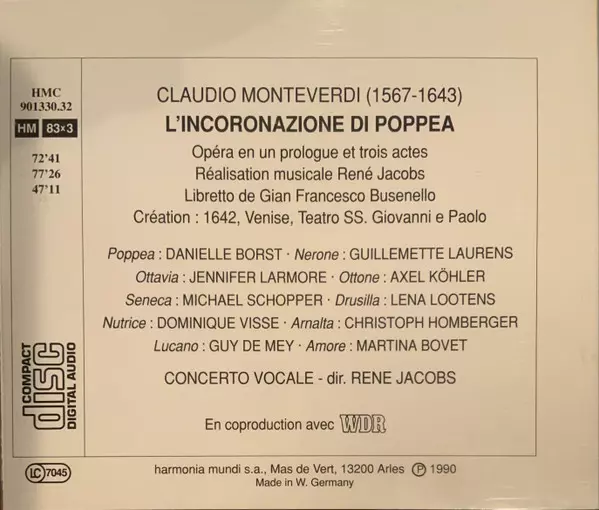 HMC
901330.32
HM 83x3
72'41
77'26
47'11
CLAUDIO MONTEVERDI (1567-1643)
L'INCORONAZIONE DI POPPEA
Opéra en un prologue et trois actes
Réalisation musicale René Jacobs
Libretto de Gian Francesco Busenello
Création : 1642, Venise, Teatro SS. Giovanni e Paolo
Poppea : DANIELLE BORST · Nerone : GUILLEMETTE LAURENS
Ottavia : JENNIFER LARMORE · Ottone : AXEL KÖHLER
Seneca : MICHAEL SCHOPPER · Drusilla : LENA LOOTENS
Nutrice : DOMINIQUE VISSE · Arnalta : CHRISTOPH HOMBERGER
Lucano : GUY DE MEY · Amore : MARTINA BOVET
CONCERTO VOCALE - dir. RENE JACOBS
En coproduction avec WDR
COMPACT
disc
DIGITAL AUDIO
LC 7045
harmonia mundi s.a., Mas de Vert, 13200 Arles Ⓟ 1990
Made in W. Germany